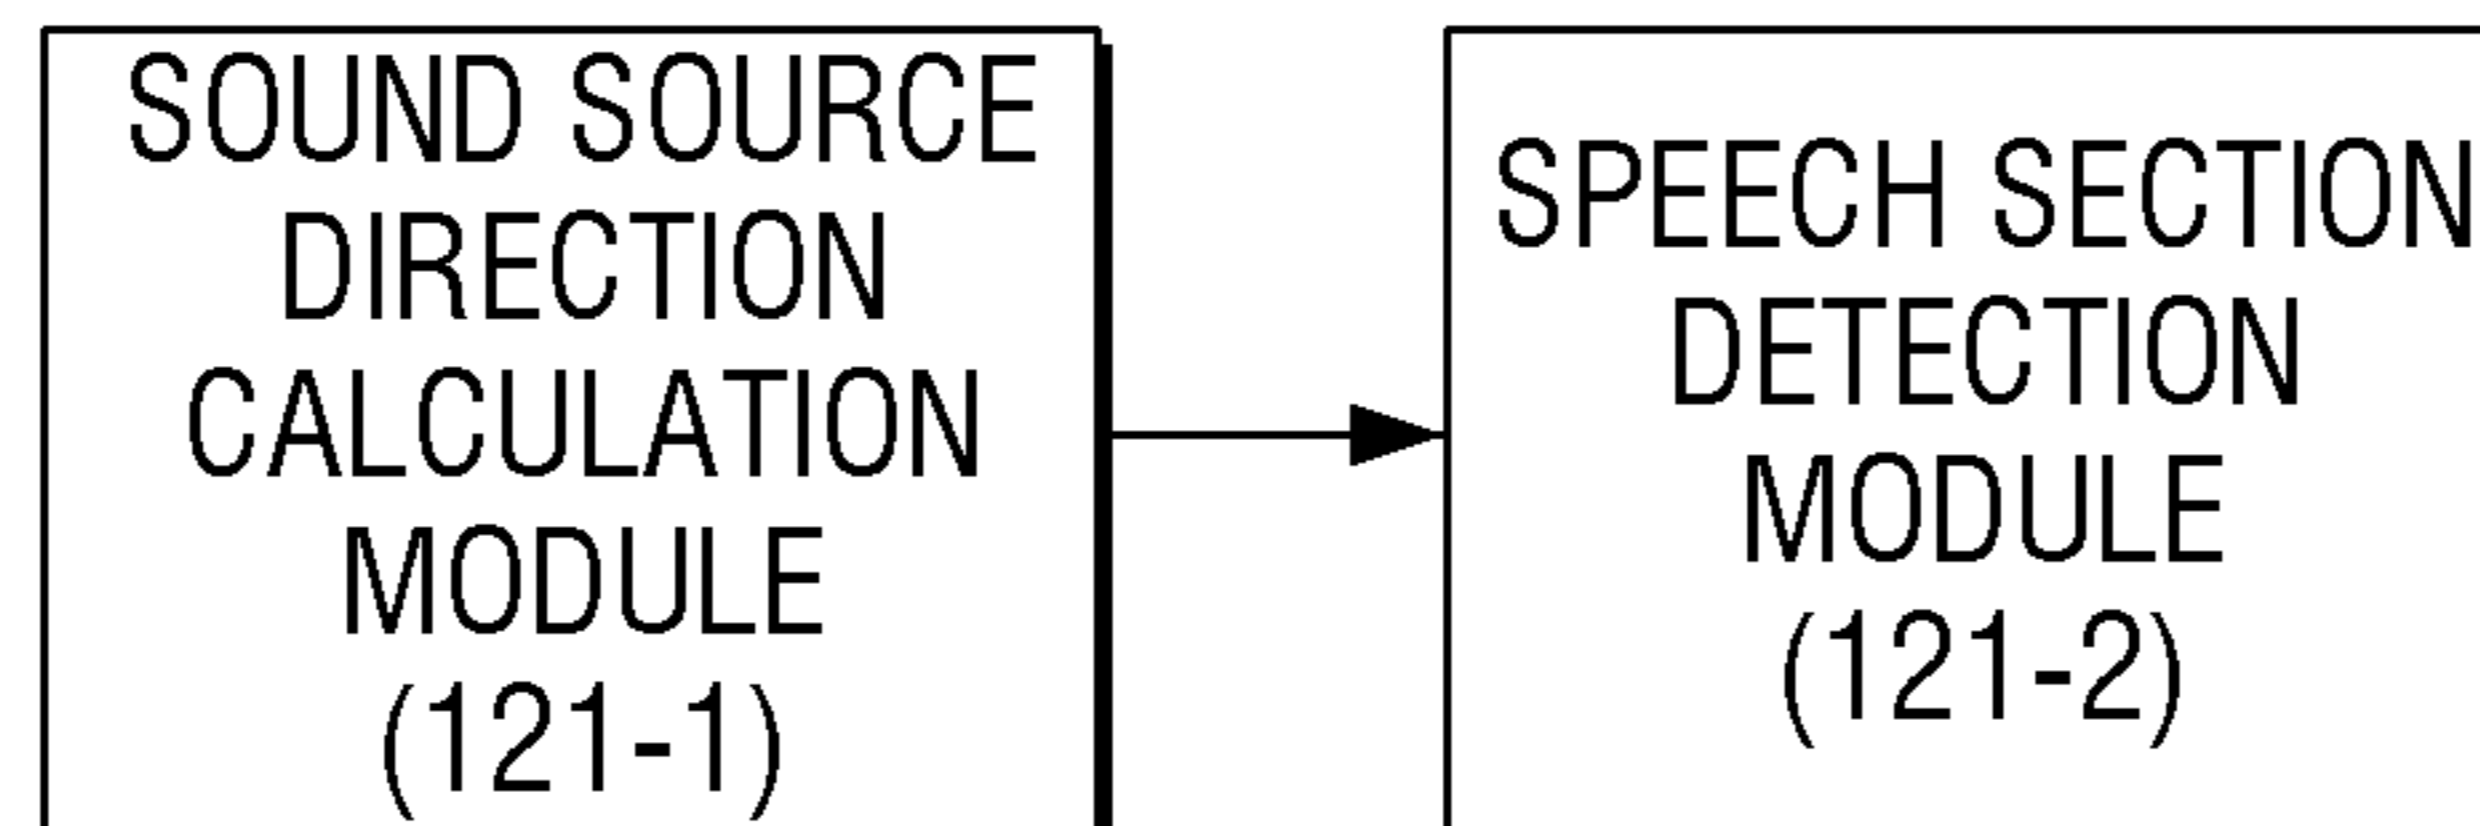 SOUND SOURCE
DIRECTION
CALCULATION
MODULE
(121-1)
SPEECH SECTION
DETECTION
MODULE
(121-2)